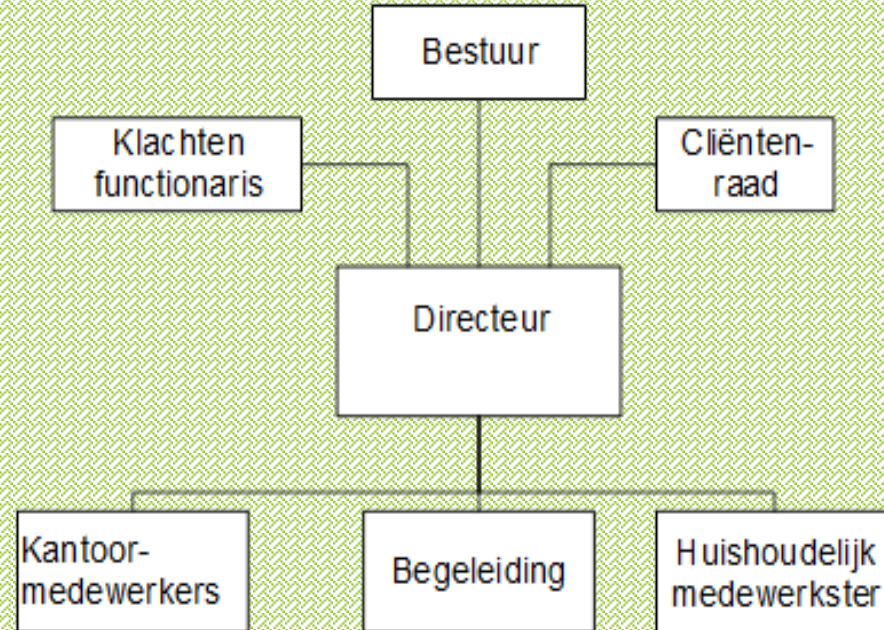 Bestuur
Klachten
functionaris
Cliënten-
raad
Directeur
Kantoor-
medewerkers
Begeleiding
Huishoudelijk
medewerkster